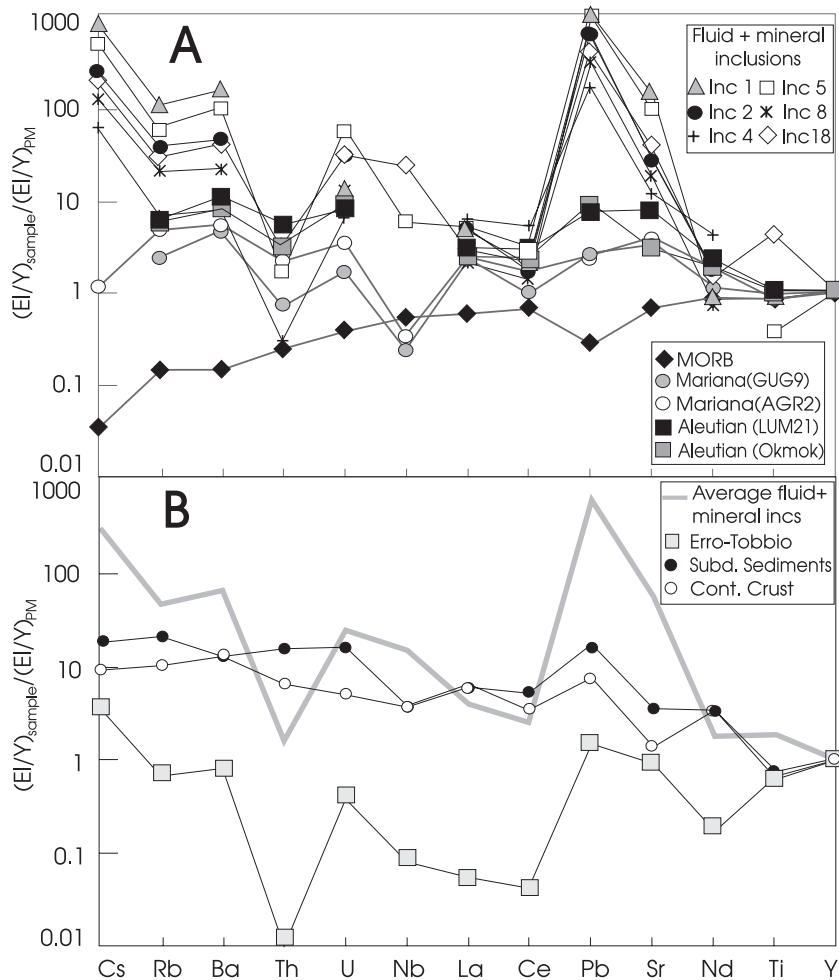 1000
100
10
1
0.1
0.01
(El/Y)sample/(El/Y)PM
A
Fluid + mineral
inclusions
Inc 1 Inc 5
Inc 2 Inc 8
Inc 4 Inc18
MORB
Mariana(GUG9)
Mariana(AGR2)
Aleutian (LUM21)
Aleutian (Okmok)
1000
100
10
1
0.1
0.01
(El/Y)sample/(El/Y)PM
B
Average fluid+
mineral incs
Erro-Tobbio
Subd. Sediments
Cont. Crust
Cs Rb Ba Th U Nb La Ce Pb Sr Nd Ti Y